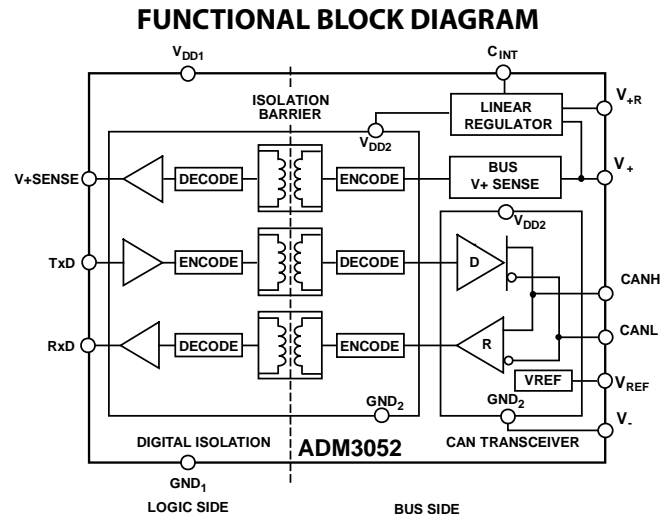 FUNCTIONAL BLOCK DIAGRAM
VDD1
CINT
ISOLATION
BARRIER
LINEAR
REGULATOR
V+R
VDD2
V+SENSE
DECODE
ENCODE
BUS
V+ SENSE
V+
VDD2
TxD
ENCODE
DECODE
D
CANH
RxD
DECODE
ENCODE
R
CANL
VREF
VREF
GND2
GND2
V-
DIGITAL ISOLATION
ADM3052
CAN TRANSCEIVER
GND1
LOGIC SIDE
BUS SIDE